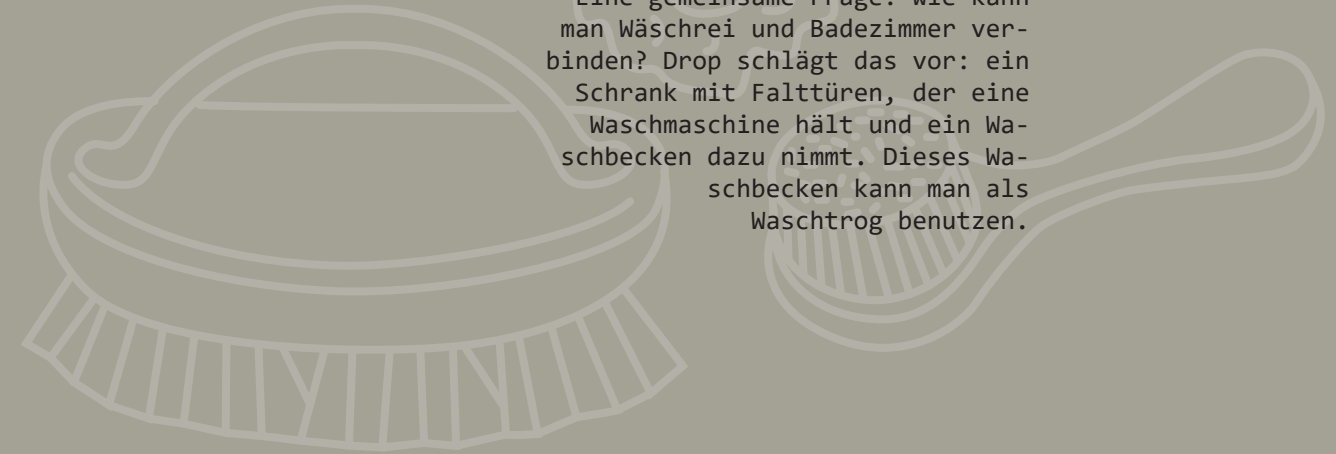 Eine gemeinsame Frage: Wie kann
man Wäschrei und Badezimmer ver-
binden? Drop schlägt das vor: ein
Schrank mit Falttüren, der eine
Waschmaschine hält und ein Wa-
schbecken dazu nimmt. Dieses Wa-
schbecken kann man als
Waschtrog benutzen.